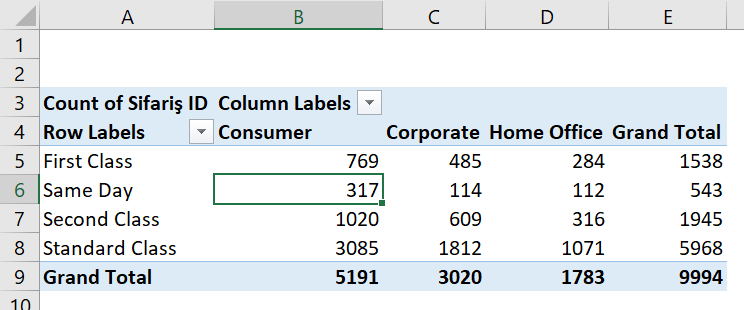 A B C D E
1
2
3 Count of Sifariş ID Column Labels
4 Row Labels Consumer Corporate Home Office Grand Total
5 First Class 769 485 284 1538
6 Same Day 317 114 112 543
7 Second Class 1020 609 316 1945
8 Standard Class 3085 1812 1071 5968
9 Grand Total 5191 3020 1783 9994
10